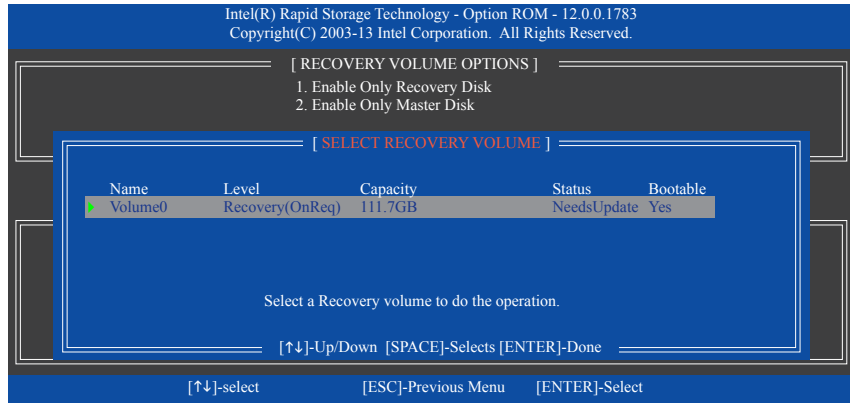 Intel(R) Rapid Storage Technology - Option ROM - 12.0.0.1783
Copyright(C) 2003-13 Intel Corporation. All Rights Reserved.
[ RECOVERY VOLUME OPTIONS ]
1. Enable Only Recovery Disk
2. Enable Only Master Disk
[ SELECT RECOVERY VOLUME ]
Name Level Capacity Status Bootable
Volume0 Recovery(OnReq) 111.7GB NeedsUpdate Yes
Select a Recovery volume to do the operation.
[↑↓]-Up/Down [SPACE]-Selects [ENTER]-Done
[↑↓]-select [ESC]-Previous Menu [ENTER]-Select